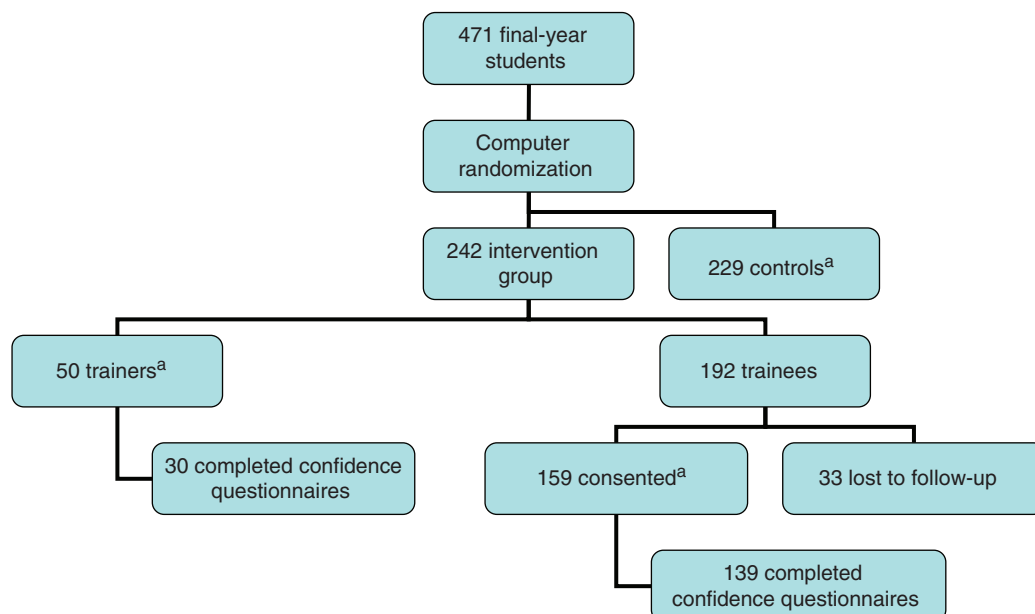 471 final-year
students
Computer
randomization
242 intervention
group
229 controlsᵃ
50 trainersᵃ
192 trainees
30 completed confidence
questionnaires
159 consentedᵃ
33 lost to follow-up
139 completed
confidence questionnaires